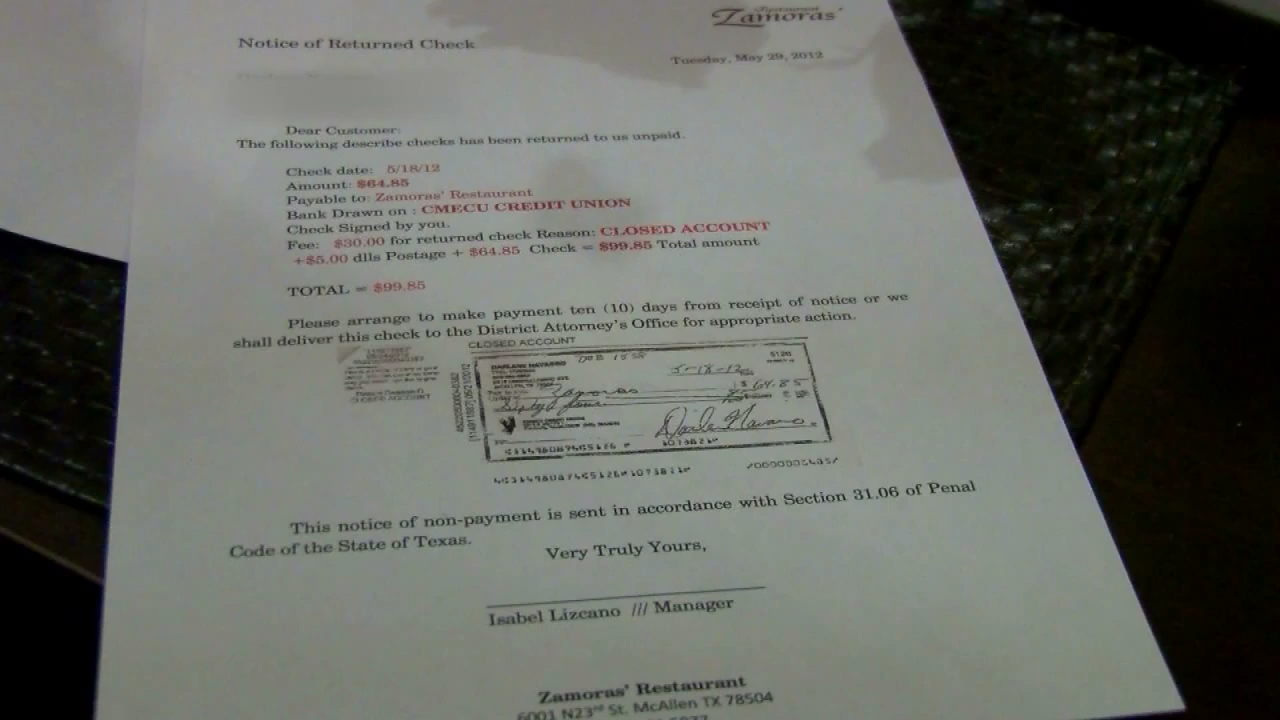 Restaurant
Zamoras'
Notice of Returned Check
Tuesday, May 29, 2012
Dear Customer:
The following describe checks has been returned to us unpaid.
Check date: 5/18/12
Amount: $64.85
Payable to: Zamoras' Restaurant
Bank Drawn on : CMECU CREDIT UNION
Check Signed by you.
Fee: $30.00 for returned check Reason: CLOSED ACCOUNT
+$5.00 dlls Postage + $64.85 Check = $99.85 Total amount
TOTAL = $99.85
Please arrange to make payment ten (10) days from receipt of notice or we
shall deliver this check to the District Attorney's Office for appropriate action.
CLOSED ACCOUNT
DARLENE NAVARRO
5-18-12
Zamoras
$ 64.85
CLOSED ACCOUNT
This notice of non-payment is sent in accordance with Section 31.06 of Penal
Code of the State of Texas.
Very Truly Yours,
Isabel Lizcano /// Manager
Zamoras' Restaurant
6001 N23rd St. McAllen TX 78504